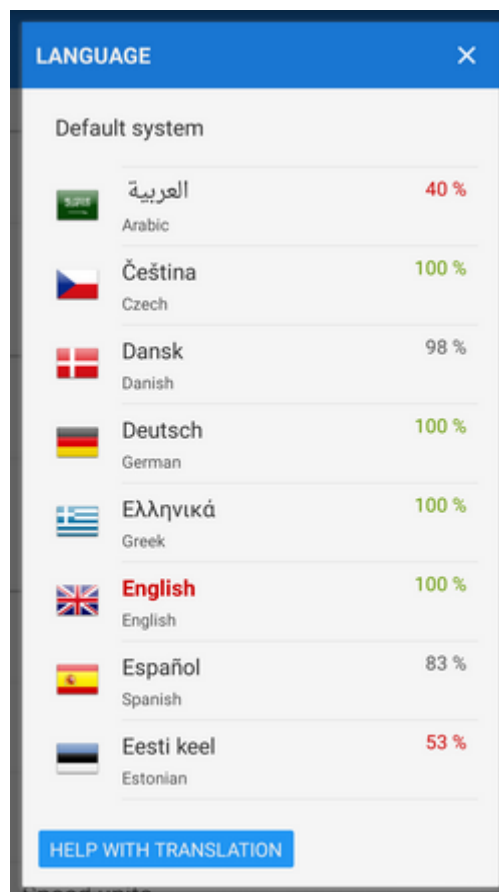 LANGUAGE
Default system
العربية
40 %
Arabic
Čeština
100 %
Czech
Dansk
98 %
Danish
Deutsch
100 %
German
Ελληνικά
100 %
Greek
English
100 %
English
Español
83 %
Spanish
Eesti keel
53 %
Estonian
HELP WITH TRANSLATION